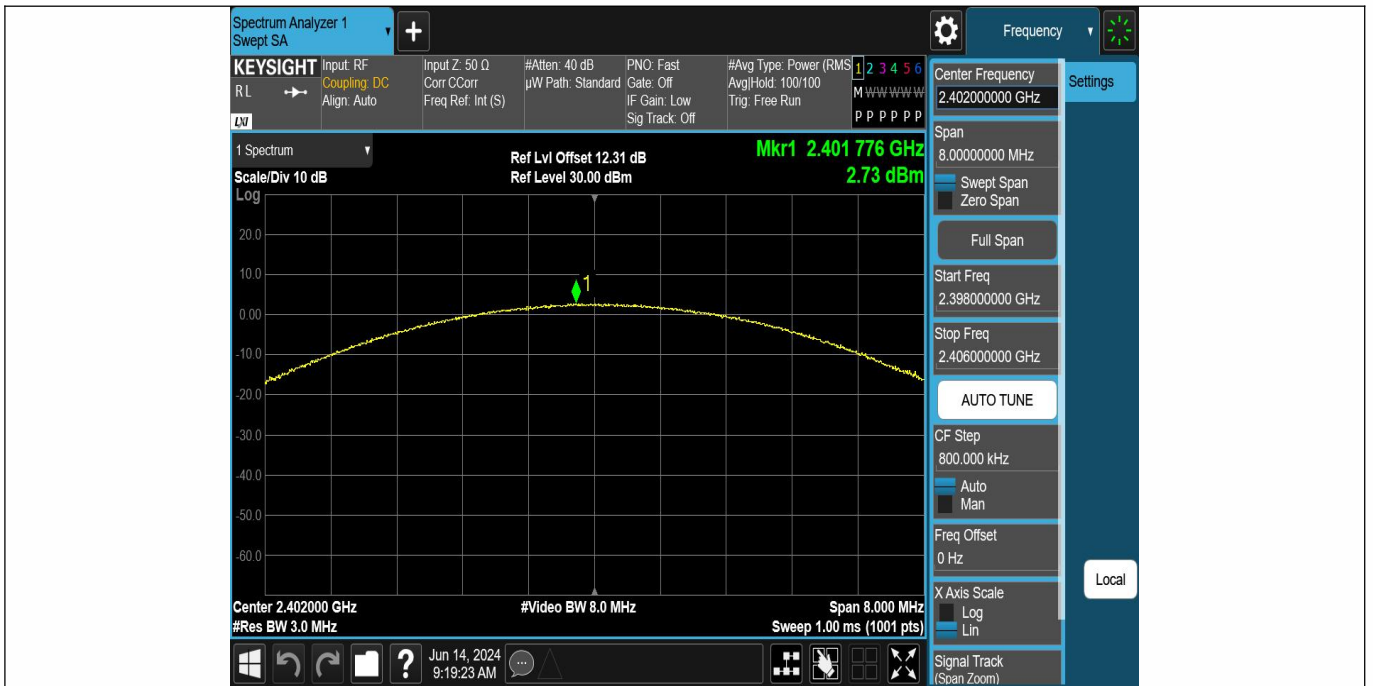 Spectrum Analyzer 1
Swept SA
Frequency
KEYSIGHT
RL
LXI
Input: RF
Coupling: DC
Align: Auto
Input Z: 50 Ω
Corr CCorr
Freq Ref: Int (S)
#Atten: 40 dB
µW Path: Standard
PNO: Fast
Gate: Off
IF Gain: Low
Sig Track: Off
#Avg Type: Power (RMS
Avg|Hold: 100/100
Trig: Free Run
1 2 3 4 5 6
M W W W W W
P P P P P P
1 Spectrum
Scale/Div 10 dB
Log
Ref Lvl Offset 12.31 dB
Ref Level 30.00 dBm
Mkr1 2.401 776 GHz
2.73 dBm
20.0
10.0
0.00
-10.0
-20.0
-30.0
-40.0
-50.0
-60.0
1
Center 2.402000 GHz
#Res BW 3.0 MHz
#Video BW 8.0 MHz
Span 8.000 MHz
Sweep 1.00 ms (1001 pts)
Center Frequency
2.402000000 GHz
Settings
Span
8.00000000 MHz
Swept Span
Zero Span
Full Span
Start Freq
2.398000000 GHz
Stop Freq
2.406000000 GHz
AUTO TUNE
CF Step
800.000 kHz
Auto
Man
Freq Offset
0 Hz
Local
X Axis Scale
Log
Lin
Signal Track
(Span Zoom)
?
Jun 14, 2024
9:19:23 AM